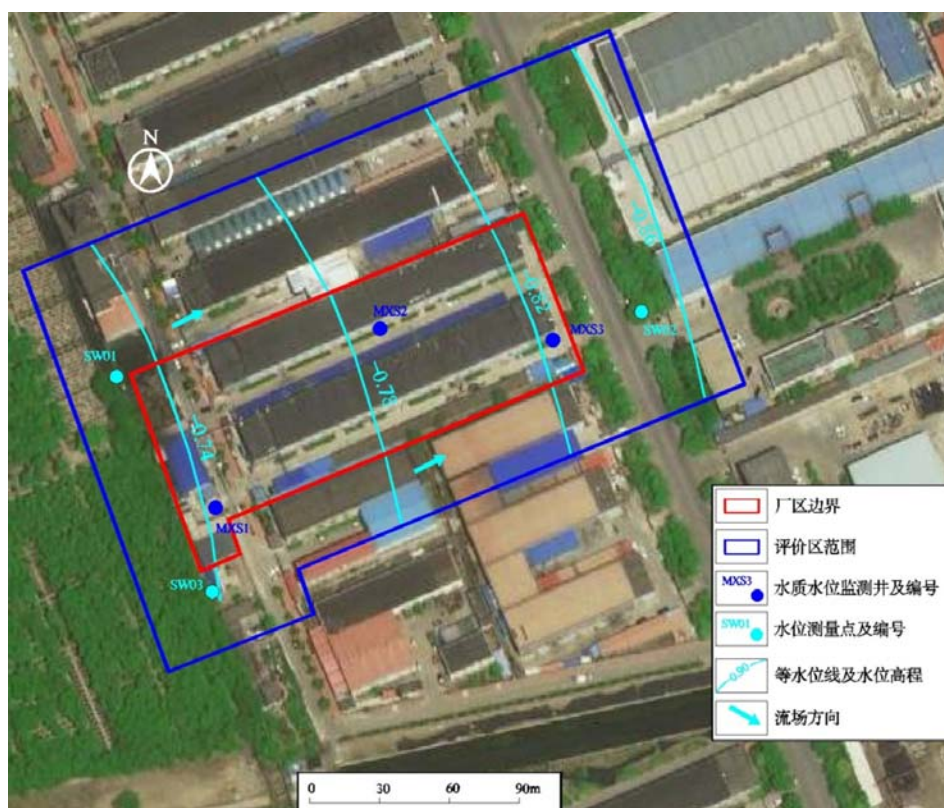 N
MXS2
SW02
MXS3
SW01
-0.86
-0.82
-0.78
-0.74
MXS1
SW03
厂区边界
评价区范围
MXS3
水质水位监测井及编号
SW01
水位测量点及编号
-0.90
等水位线及水位高程
流场方向
0
30
60
90m